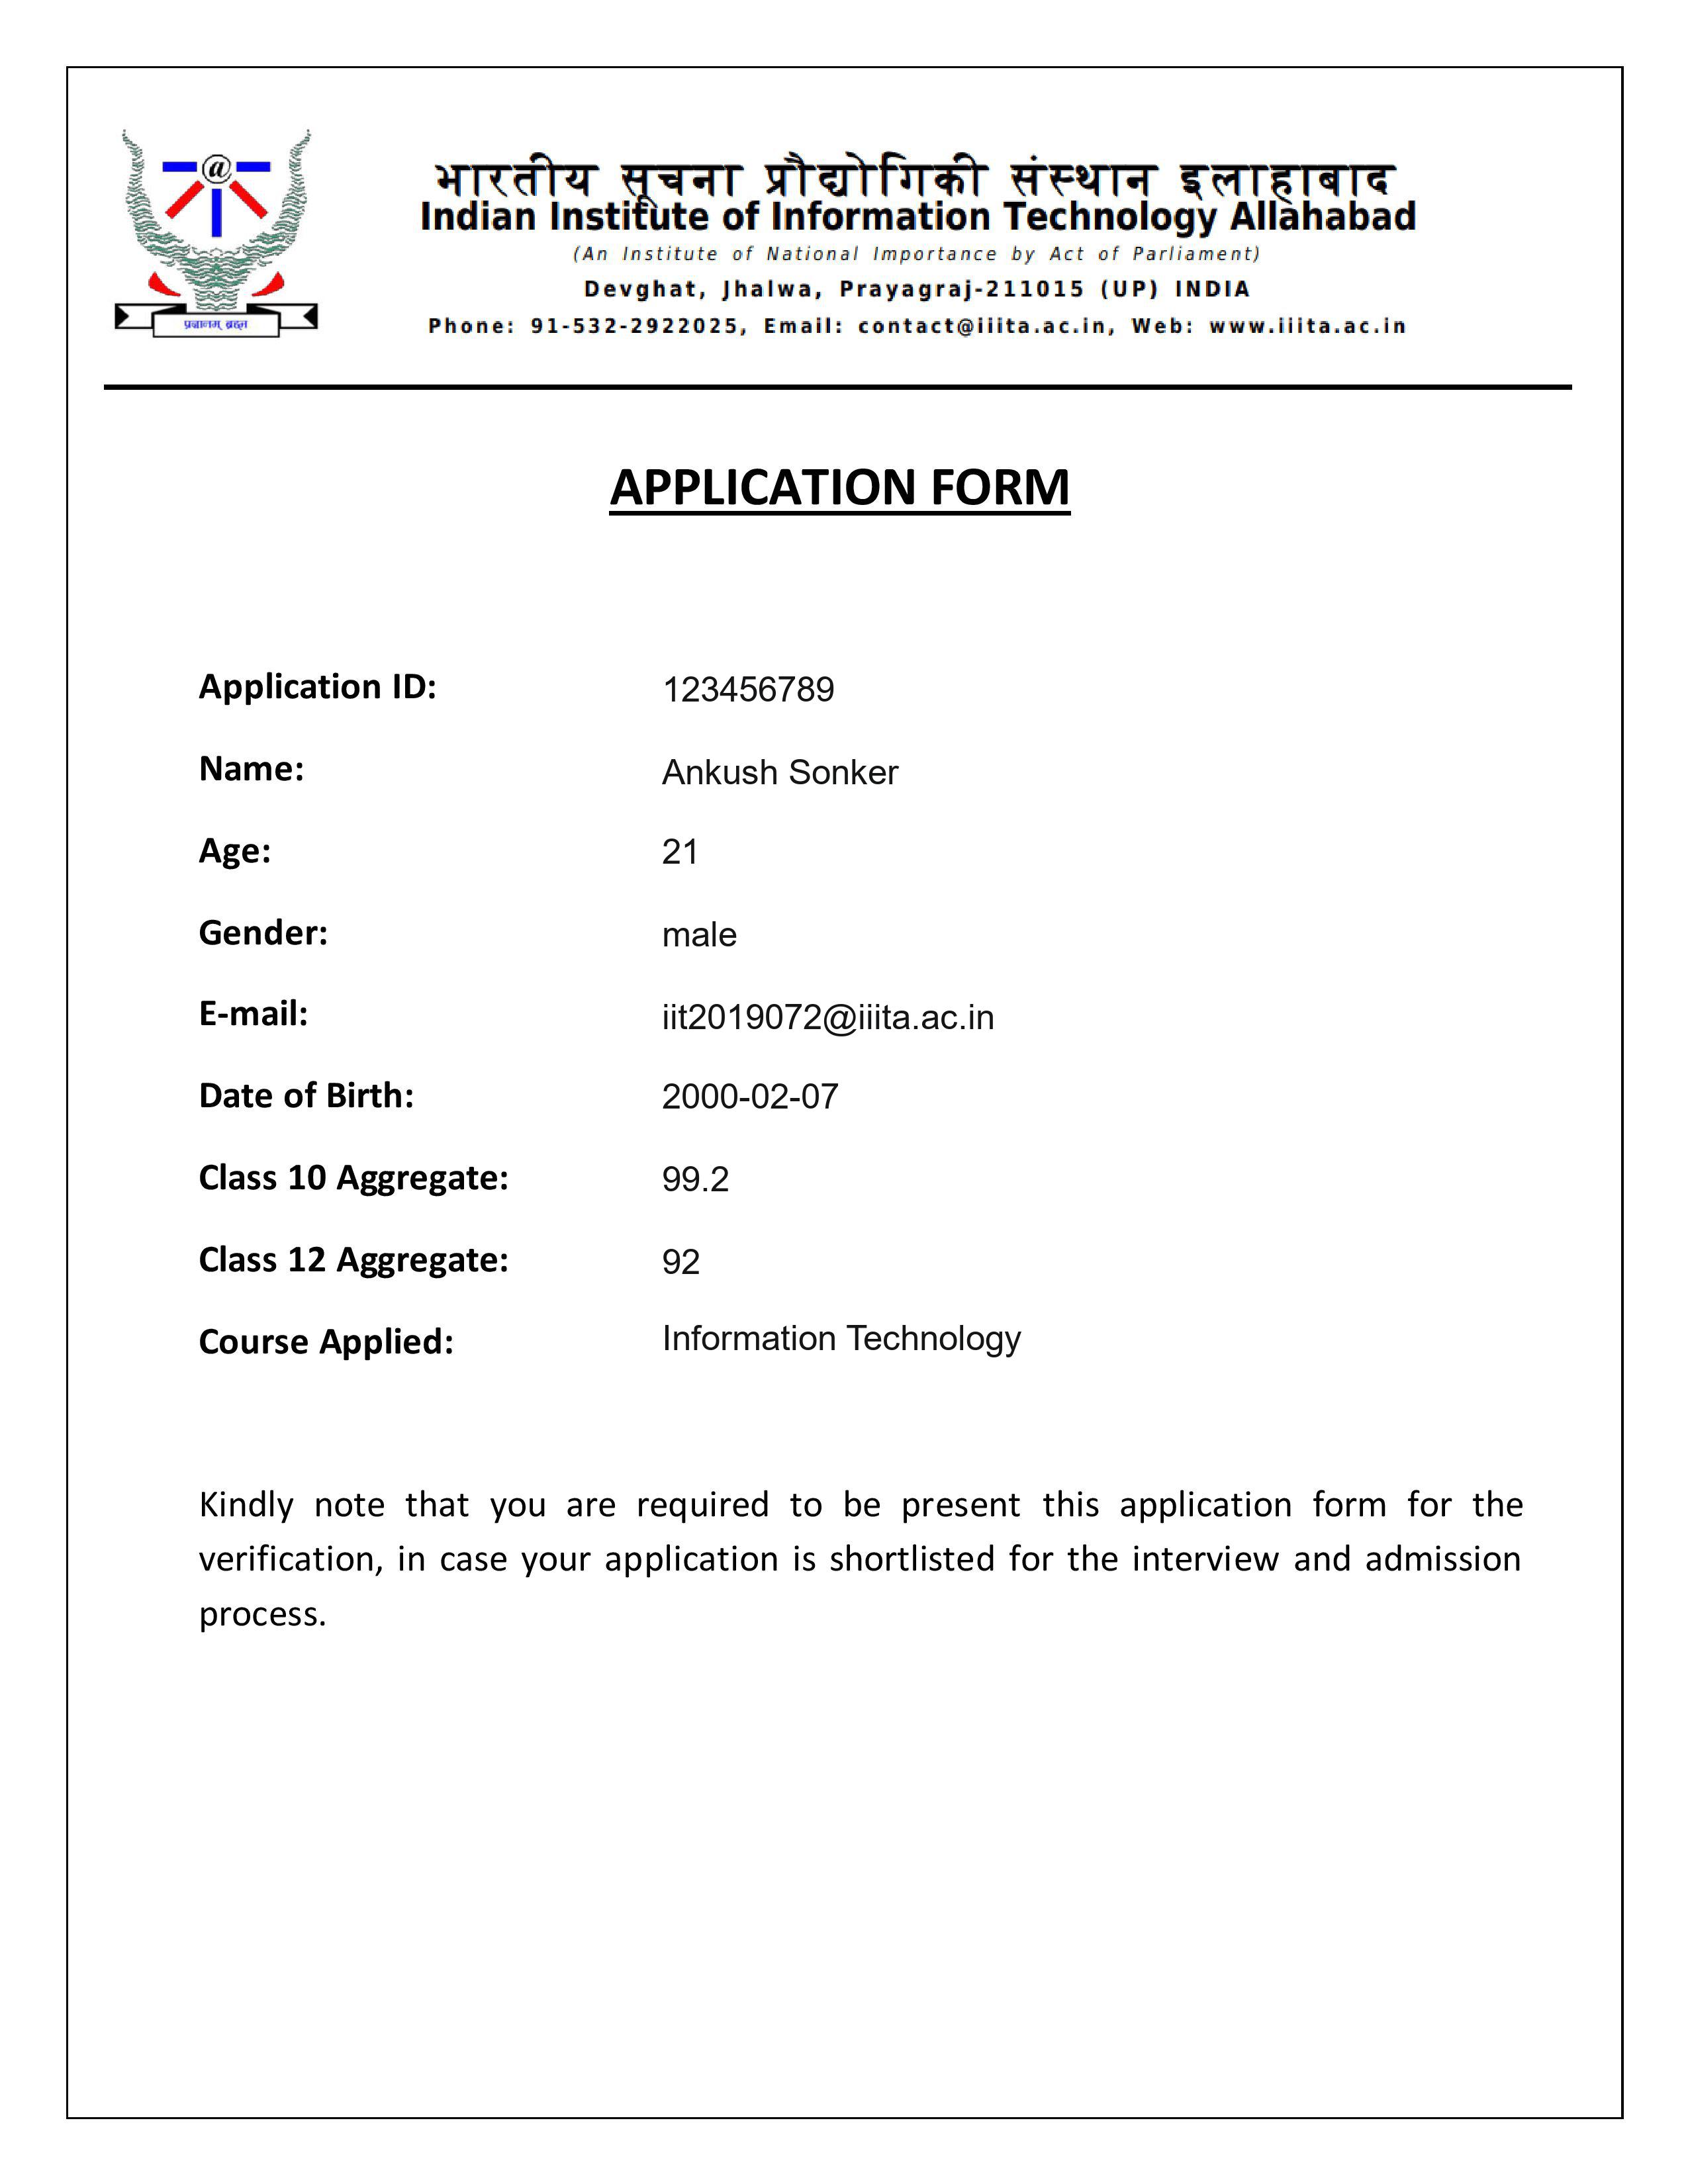 @
प्रज्ञानम् ब्रह्म
भारतीय सूचना प्रौद्योगिकी संस्थान इलाहाबाद
Indian Institute of Information Technology Allahabad
(An Institute of National Importance by Act of Parliament)
Devghat, Jhalwa, Prayagraj-211015 (UP) INDIA
Phone: 91-532-2922025, Email: contact@iiita.ac.in, Web: www.iiita.ac.in
APPLICATION FORM
Application ID: 123456789
Name: Ankush Sonker
Age: 21
Gender: male
E-mail: iit2019072@iiita.ac.in
Date of Birth: 2000-02-07
Class 10 Aggregate: 99.2
Class 12 Aggregate: 92
Course Applied: Information Technology
Kindly note that you are required to be present this application form for the
verification, in case your application is shortlisted for the interview and admission
process.